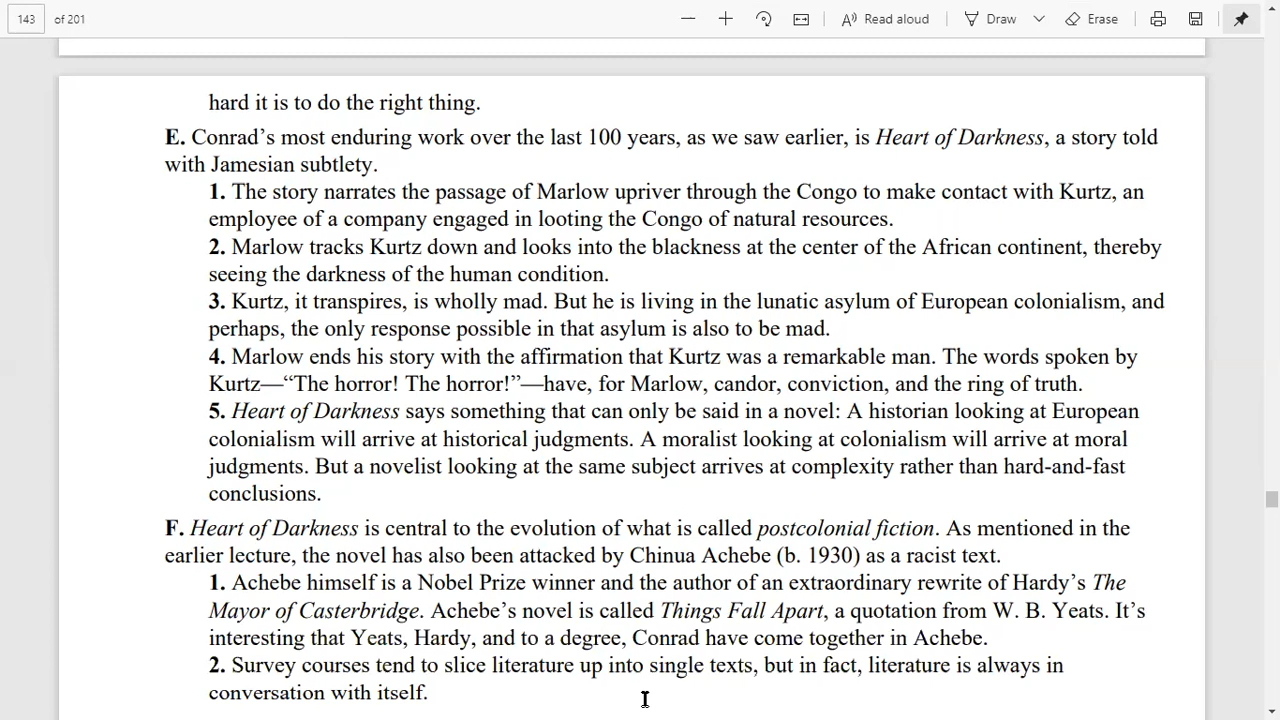 143 of 201 Read aloud Draw Erase
hard it is to do the right thing.
E. Conrad’s most enduring work over the last 100 years, as we saw earlier, is Heart of Darkness, a story told
with Jamesian subtlety.
1. The story narrates the passage of Marlow upriver through the Congo to make contact with Kurtz, an
employee of a company engaged in looting the Congo of natural resources.
2. Marlow tracks Kurtz down and looks into the blackness at the center of the African continent, thereby
seeing the darkness of the human condition.
3. Kurtz, it transpires, is wholly mad. But he is living in the lunatic asylum of European colonialism, and
perhaps, the only response possible in that asylum is also to be mad.
4. Marlow ends his story with the affirmation that Kurtz was a remarkable man. The words spoken by
Kurtz—“The horror! The horror!”—have, for Marlow, candor, conviction, and the ring of truth.
5. Heart of Darkness says something that can only be said in a novel: A historian looking at European
colonialism will arrive at historical judgments. A moralist looking at colonialism will arrive at moral
judgments. But a novelist looking at the same subject arrives at complexity rather than hard-and-fast
conclusions.
F. Heart of Darkness is central to the evolution of what is called postcolonial fiction. As mentioned in the
earlier lecture, the novel has also been attacked by Chinua Achebe (b. 1930) as a racist text.
1. Achebe himself is a Nobel Prize winner and the author of an extraordinary rewrite of Hardy’s The
Mayor of Casterbridge. Achebe’s novel is called Things Fall Apart, a quotation from W. B. Yeats. It’s
interesting that Yeats, Hardy, and to a degree, Conrad have come together in Achebe.
2. Survey courses tend to slice literature up into single texts, but in fact, literature is always in
conversation with itself.